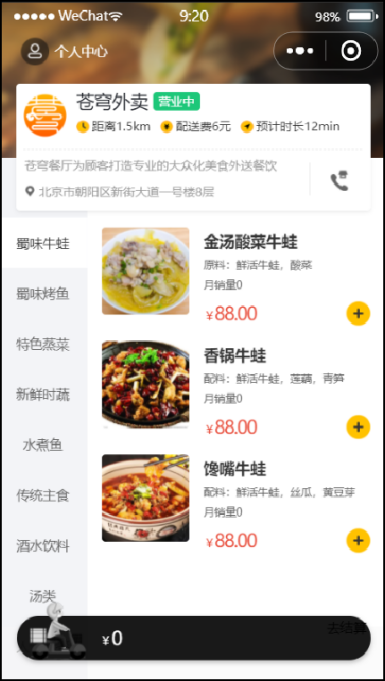 WeChat 9:20 98%
个人中心
苍穹外卖 营业中
距离1.5km 配送费6元 预计时长12min
苍穹餐厅为顾客打造专业的大众化美食外送餐饮
北京市朝阳区新街大道一号楼8层
蜀味牛蛙
蜀味烤鱼
特色蒸菜
新鲜时蔬
水煮鱼
传统主食
酒水饮料
汤类
金汤酸菜牛蛙
原料：鲜活牛蛙，酸菜
月销量0
￥88.00
香锅牛蛙
配料：鲜活牛蛙，莲藕，青笋
月销量0
￥88.00
馋嘴牛蛙
配料：鲜活牛蛙，丝瓜，黄豆芽
月销量0
￥88.00
￥0
去结算